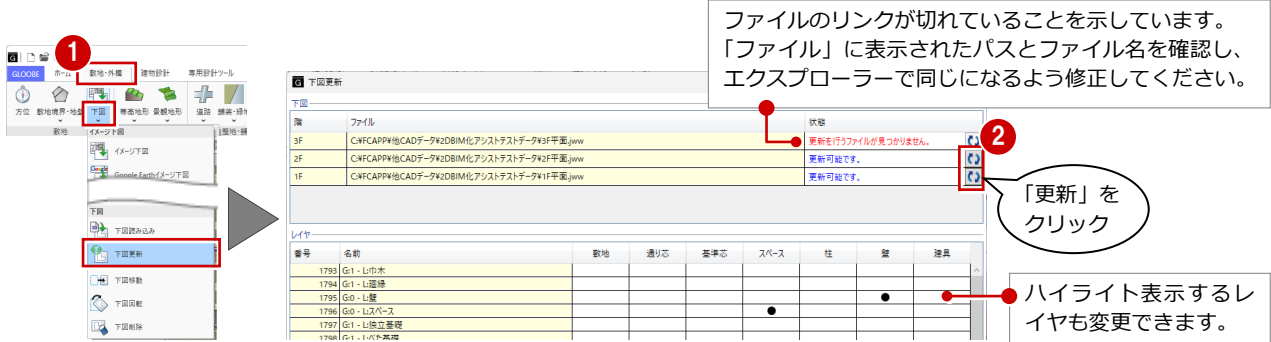 ファイルのリンクが切れていることを示しています。
「ファイル」に表示されたパスとファイル名を確認し、
エクスプローラーで同じになるよう修正してください。
1
GLOOBE ホーム 敷地・外構 建物設計 専用設計ツール
方位 敷地境界・地盤 下図 等高地形 景観地形 道路 舗装・緑地
敷地 イメージ下図 整地・舗
イメージ下図
Google Earthイメージ下図
下図
下図読み込み
下図更新
下図移動
下図回転
下図削除
下図更新
下図
階 ファイル 状態
3F C:¥FCAPP¥他CADデータ¥2DBIM化アシストテストデータ¥3F平面.jww 更新を行うファイルが見つかりません。
2F C:¥FCAPP¥他CADデータ¥2DBIM化アシストテストデータ¥2F平面.jww 更新可能です。
1F C:¥FCAPP¥他CADデータ¥2DBIM化アシストテストデータ¥1F平面.jww 更新可能です。
2
「更新」を
クリック
レイヤ
番号 名前 敷地 通り芯 基準芯 スペース 柱 壁 建具
1793 G:1 - L:巾木
1794 G:1 - L:廻縁
1795 G:0 - L:壁 ●
1796 G:0 - L:スペース ●
1797 G:1 - L:独立基礎
1798 G:1 - L:べた基礎
ハイライト表示するレ
イヤも変更できます。